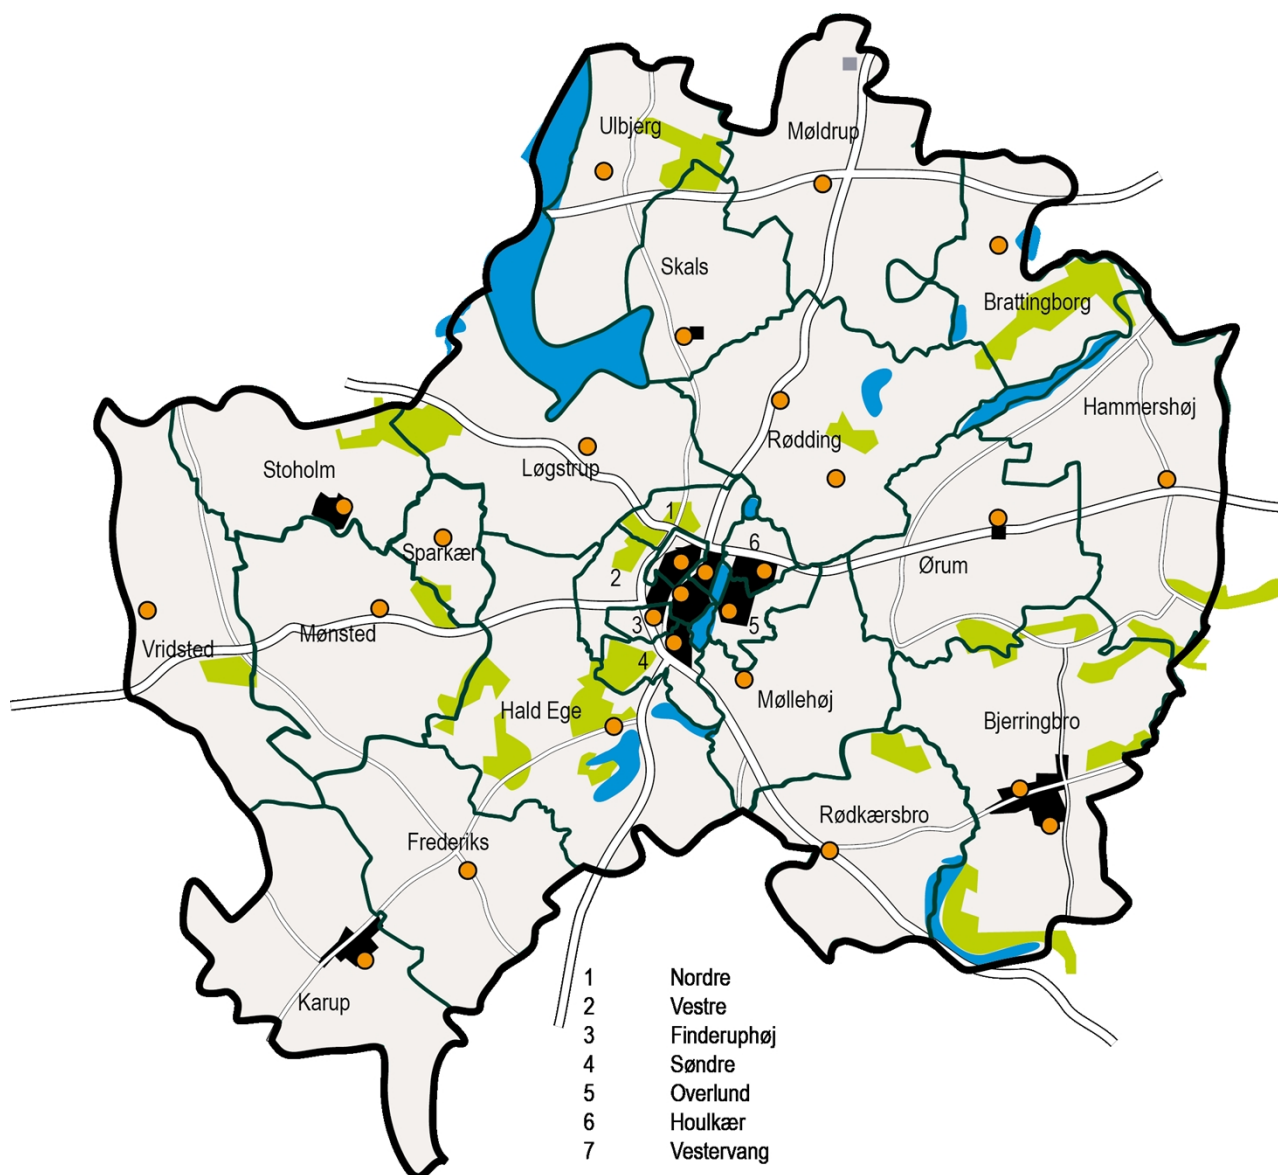 Ulbjerg
Møldrup
Skals
Brattingborg
Hammershøj
Rødding
Stoholm
Løgstrup
1
Sparkær
6
2
Ørum
3
5
Vridsted
Mønsted
4
Hald Ege
Møllehøj
Bjerringbro
Rødkærsbro
Frederiks
Karup
1 Nordre
2 Vestre
3 Finderuphøj
4 Søndre
5 Overlund
6 Houlkær
7 Vestervang